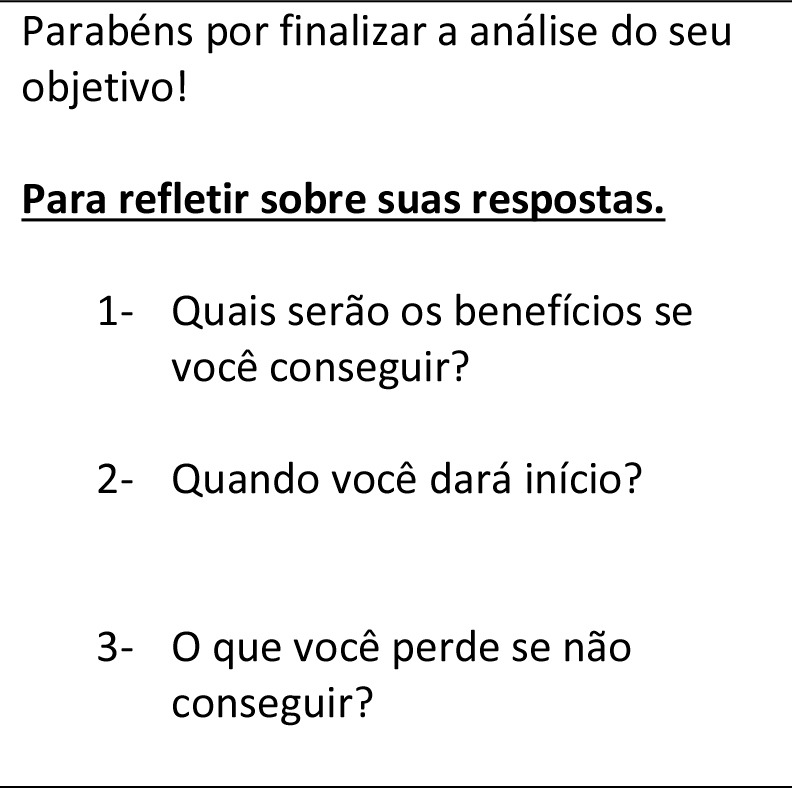 Parabéns por finalizar a análise do seu
objetivo!
Para refletir sobre suas respostas.
1- Quais serão os benefícios se
você conseguir?
2- Quando você dará início?
3- O que você perde se não
conseguir?